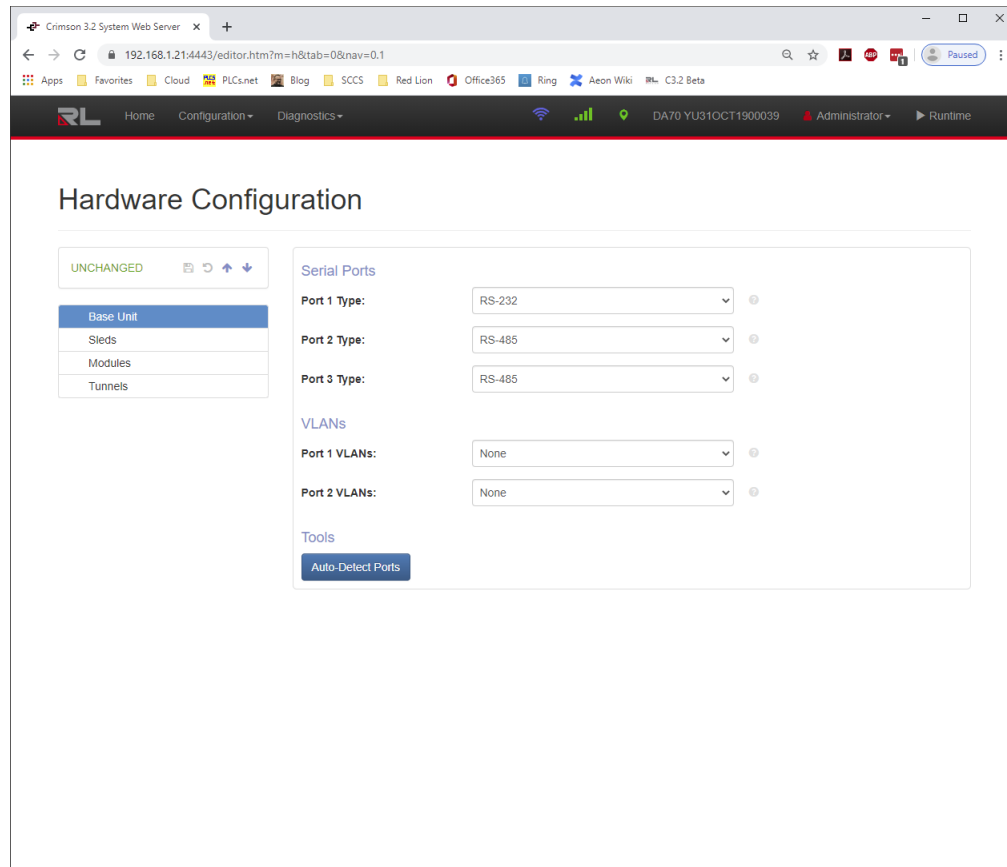 Crimson 3.2 System Web Server
192.168.1.21:4443/editor.htm?m=h&tab=0&nav=0.1
ABP
1
Paused
Apps
Favorites
Cloud
PLCs.net
Blog
SCCS
Red Lion
Office365
Ring
Aeon Wiki
RL C3.2 Beta
RL Home Configuration Diagnostics DA70 YU31OCT1900039 Administrator Runtime
Hardware Configuration
UNCHANGED
Base Unit
Sleds
Modules
Tunnels
Serial Ports
Port 1 Type: RS-232
Port 2 Type: RS-485
Port 3 Type: RS-485
VLANs
Port 1 VLANs: None
Port 2 VLANs: None
Tools
Auto-Detect Ports